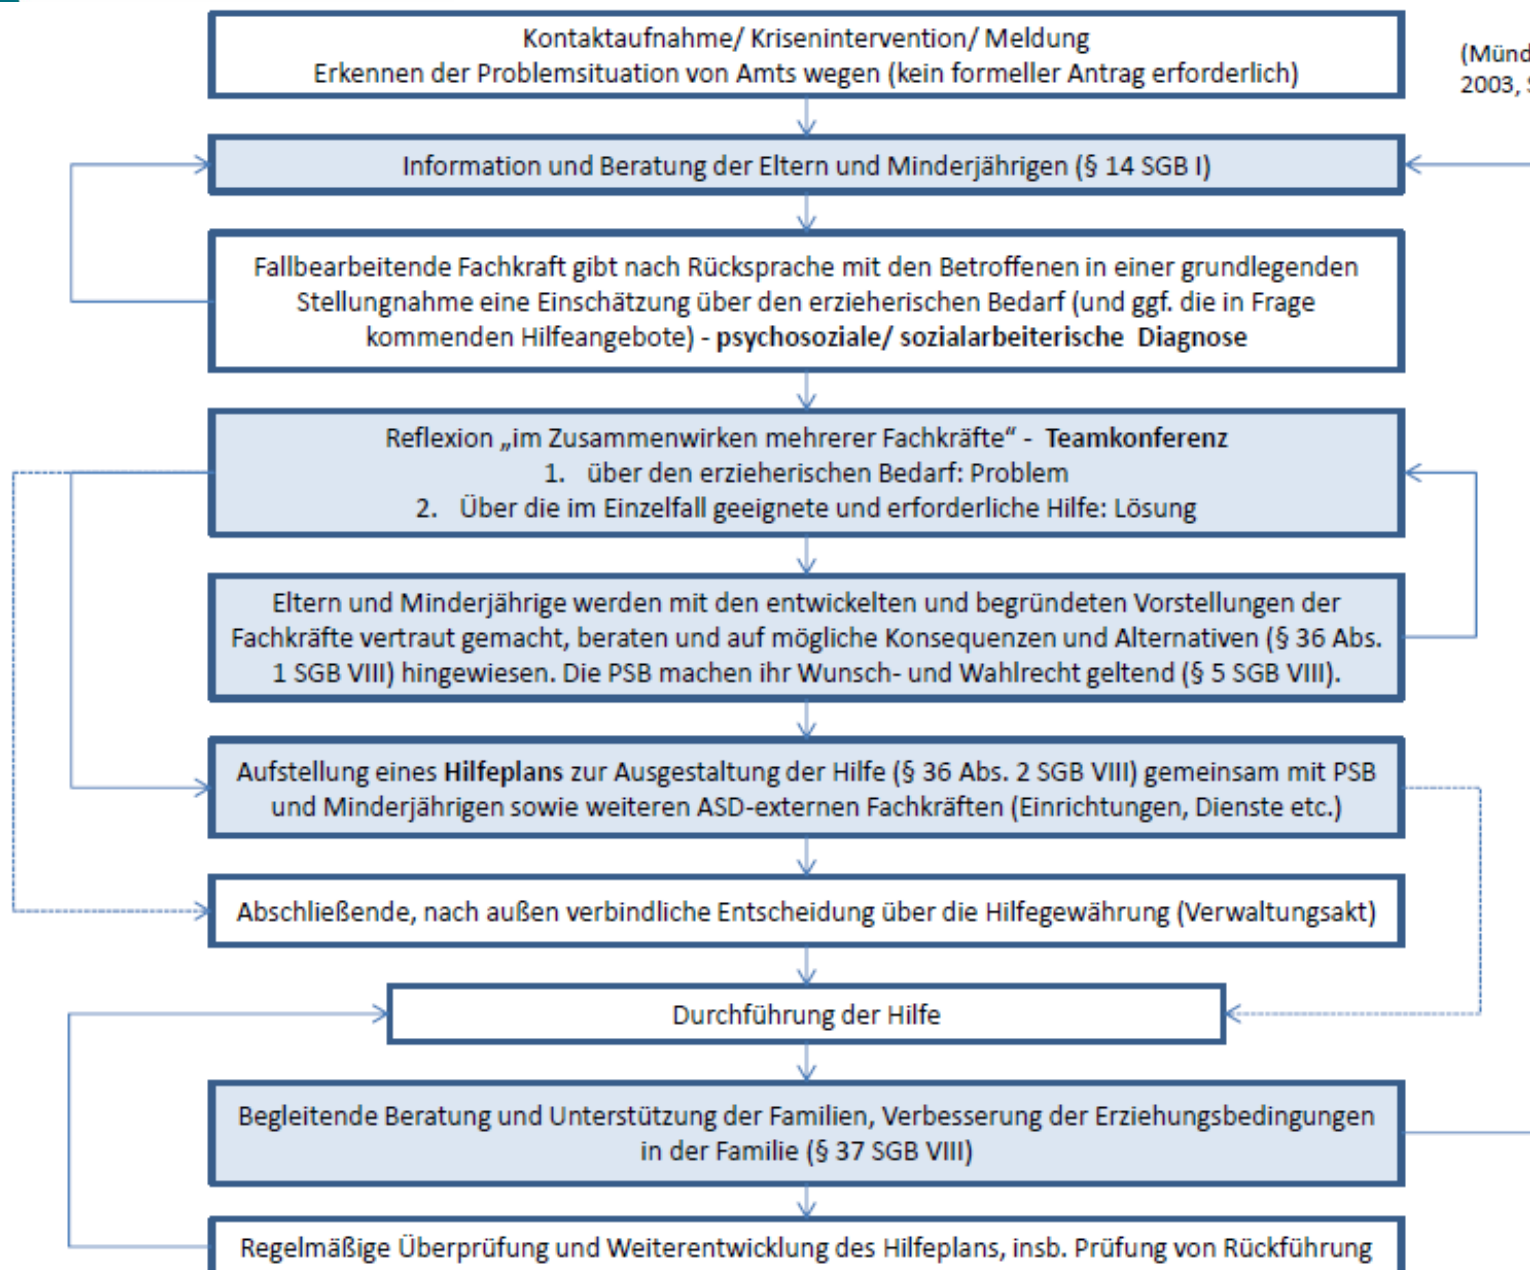 Kontaktaufnahme/ Krisenintervention/ Meldung
Erkennen der Problemsituation von Amts wegen (kein formeller Antrag erforderlich)
2003,
Information und Beratung der Eltern und Minderjährigen (§ 14 SGB I)
Fallbearbeitende Fachkraft gibt nach Rücksprache mit den Betroffenen in einer grundlegenden
Stellungnahme eine Einschätzung über den erzieherischen Bedarf (und ggf. die in Frage
kommenden Hilfeangebote) - psychosoziale/ sozialarbeiterische Diagnose
Reflexion „im Zusammenwirken mehrerer Fachkräfte“ - Teamkonferenz
1. über den erzieherischen Bedarf: Problem
2. Über die im Einzelfall geeignete und erforderliche Hilfe: Lösung
Eltern und Minderjährige werden mit den entwickelten und begründeten Vorstellungen der
Fachkräfte vertraut gemacht, beraten und auf mögliche Konsequenzen und Alternativen (§ 36 Abs.
1 SGB VIII) hingewiesen. Die PSB machen ihr Wunsch- und Wahlrecht geltend (§ 5 SGB VIII).
Aufstellung eines Hilfeplans zur Ausgestaltung der Hilfe (§ 36 Abs. 2 SGB VIII) gemeinsam mit PSB
und Minderjährigen sowie weiteren ASD-externen Fachkräften (Einrichtungen, Dienste etc.)
Abschließende, nach außen verbindliche Entscheidung über die Hilfegewährung (Verwaltungsakt)
Durchführung der Hilfe
Begleitende Beratung und Unterstützung der Familien, Verbesserung der Erziehungsbedingungen
in der Familie (§ 37 SGB VIII)
Regelmäßige Überprüfung und Weiterentwicklung des Hilfeplans, insb. Prüfung von Rückführung